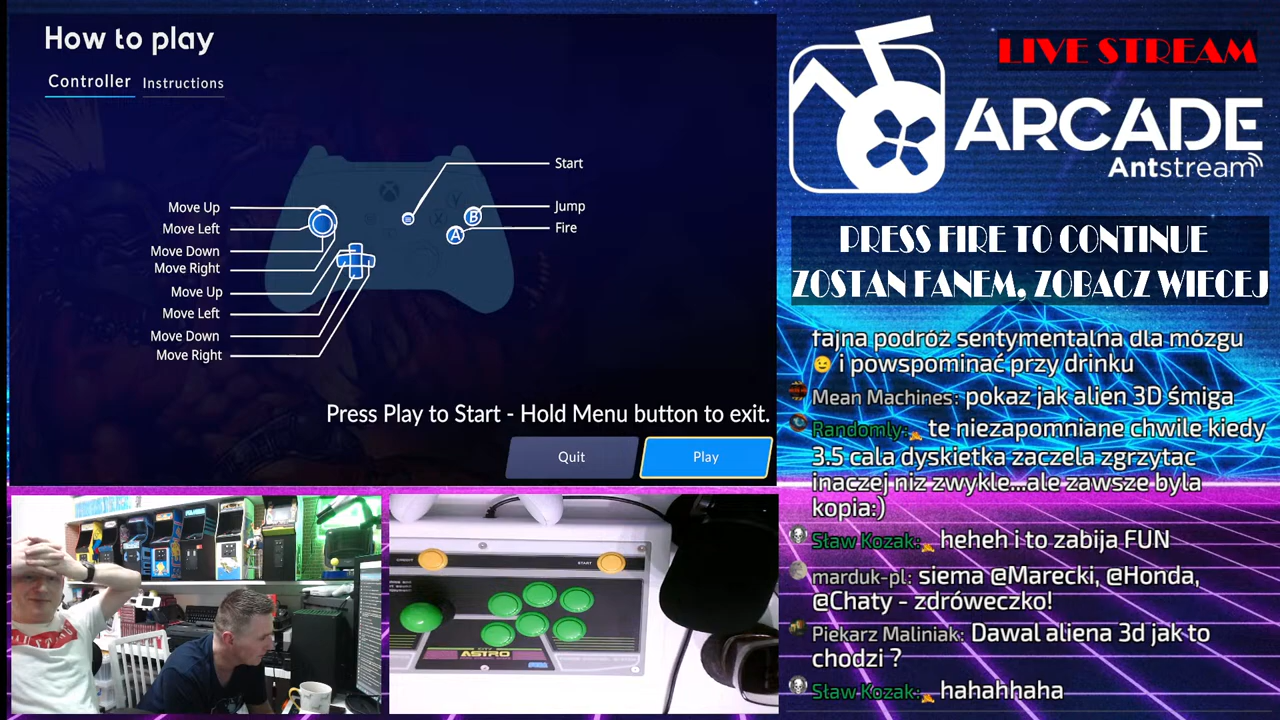 How to play
Controller Instructions
Start
Jump
Fire
Move Up
Move Left
Move Down
Move Right
Move Up
Move Left
Move Down
Move Right
B
A
Press Play to Start - Hold Menu button to exit.
Quit
Play
LIVE STREAM
ARCADE
Antstream
PRESS FIRE TO CONTINUE
ZOSTAN FANEM, ZOBACZ WIECEJ
fajna podróż sentymentalna dla mózgu
i powspominać przy drinku
Mean Machines: pokaz jak alien 3D śmiga
Randomly: te niezapomniane chwile kiedy
3.5 cala dyskietka zaczela zgrzytac
inaczej niz zwykle...ale zawsze byla
kopia:)
Sław Kozak: heheh i to zabija FUN
marduk-pl: siema @Marecki, @Honda,
@Chaty - zdróweczko!
Piekarz Maliniak: Dawal aliena 3d jak to
chodzi ?
Sław Kozak: hahahhaha
CREDIT
START
CITY
ASTRO
SEGA